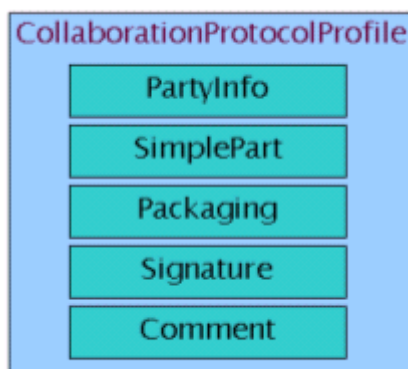 CollaborationProtocolProfile
PartyInfo
SimplePart
Packaging
Signature
Comment